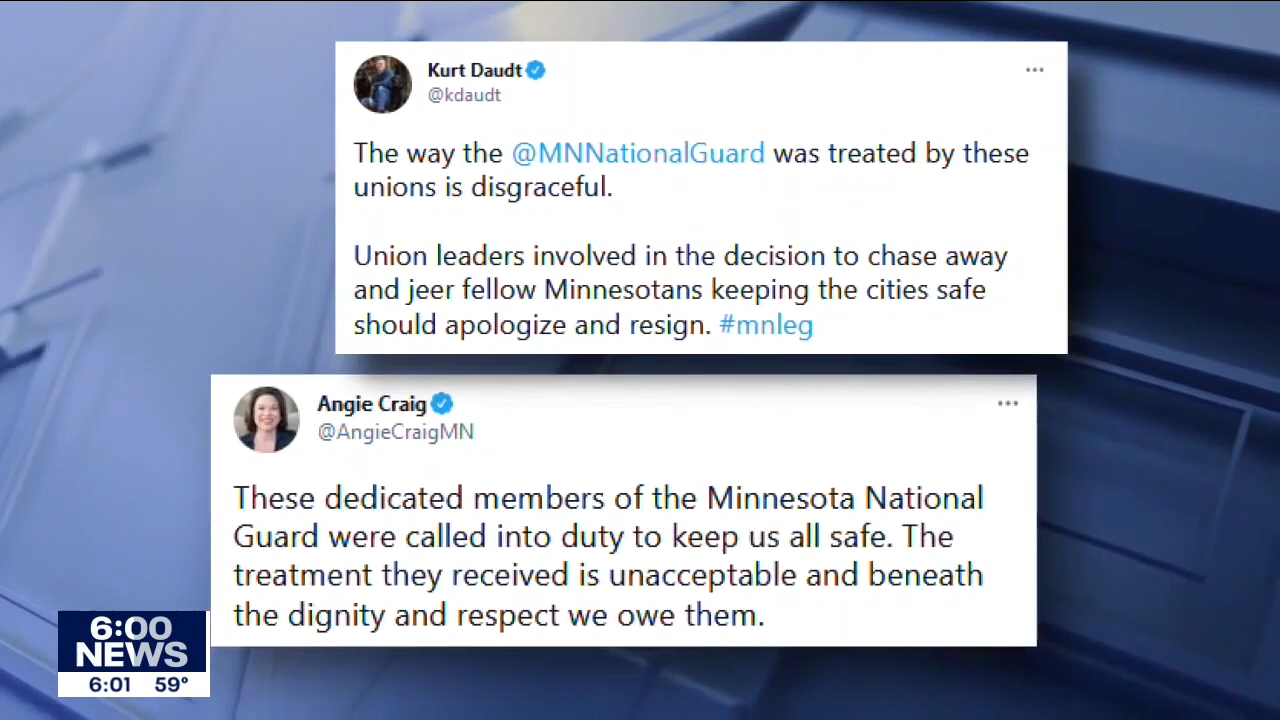 Kurt Daudt
@kdaudt
The way the @MNNationalGuard was treated by these
unions is disgraceful.
Union leaders involved in the decision to chase away
and jeer fellow Minnesotans keeping the cities safe
should apologize and resign. #mnleg
Angie Craig
@AngieCraigMN
These dedicated members of the Minnesota National
Guard were called into duty to keep us all safe. The
treatment they received is unacceptable and beneath
the dignity and respect we owe them.
6:00
NEWS
6:01 59°